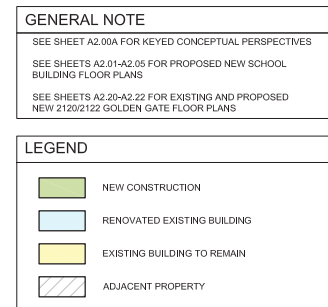 GENERAL NOTE
SEE SHEET A2.00A FOR KEYED CONCEPTUAL PERSPECTIVES
SEE SHEETS A2.01-A2.05 FOR PROPOSED NEW SCHOOL
BUILDING FLOOR PLANS
SEE SHEETS A2.20-A2.22 FOR EXISTING AND PROPOSED
NEW 2120/2122 GOLDEN GATE FLOOR PLANS
LEGEND
NEW CONSTRUCTION
RENOVATED EXISTING BUILDING
EXISTING BUILDING TO REMAIN
ADJACENT PROPERTY